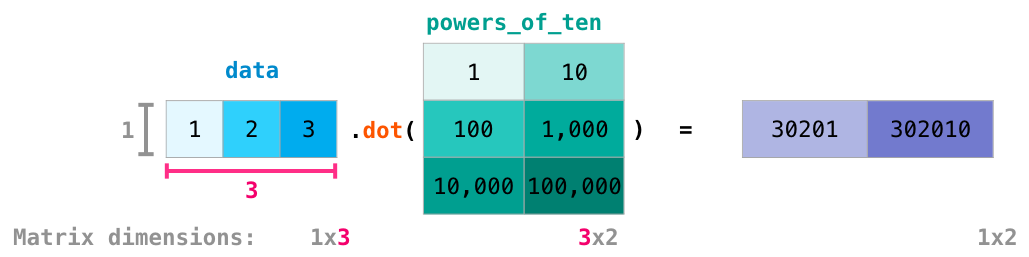 powers_of_ten
data
1 10
1 1 2 3 .dot( 100 1,000 ) = 30201 302010
3
10,000 100,000
Matrix dimensions: 1x3 3x2 1x2